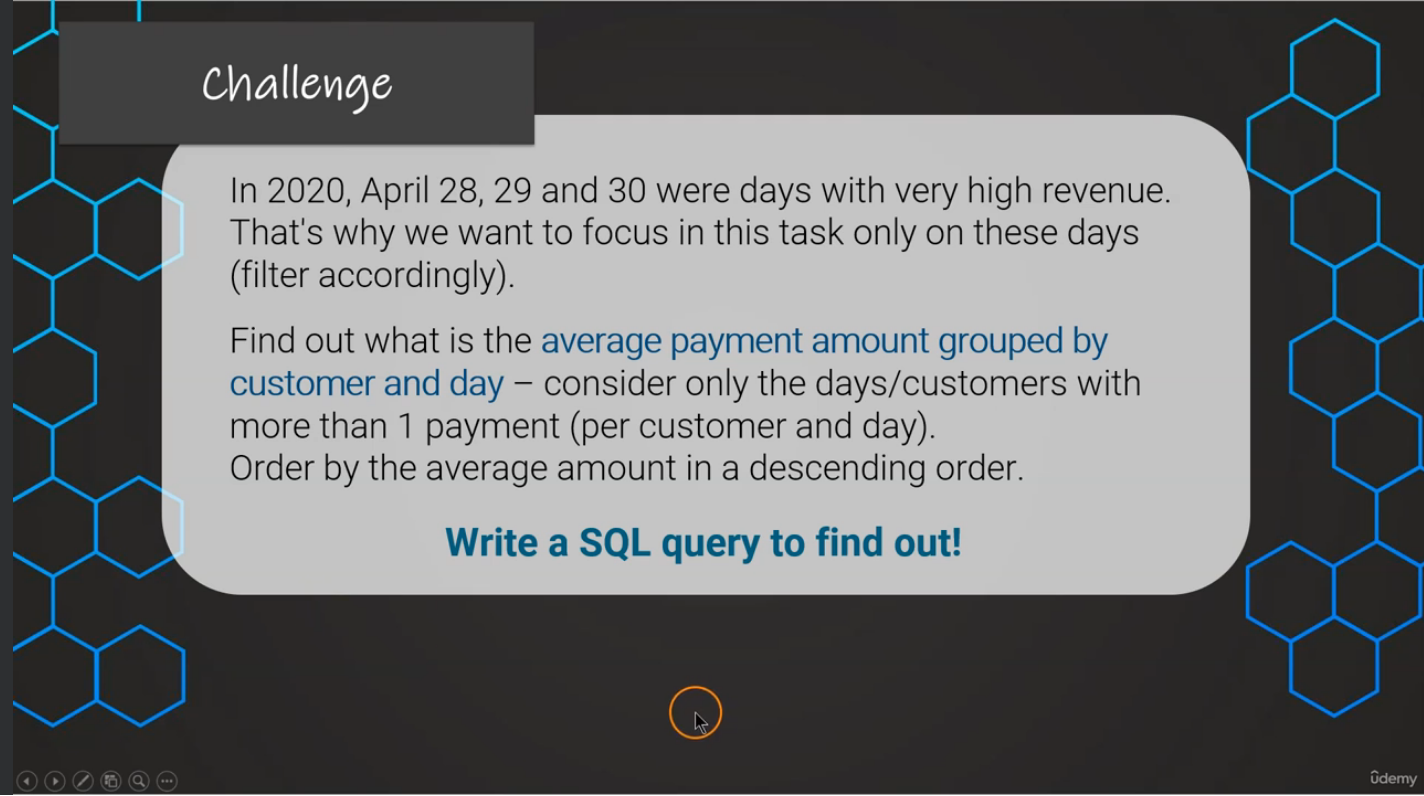 Challenge
In 2020, April 28, 29 and 30 were days with very high revenue.
That's why we want to focus in this task only on these days
(filter accordingly).
Find out what is the average payment amount grouped by
customer and day – consider only the days/customers with
more than 1 payment (per customer and day).
Order by the average amount in a descending order.
Write a SQL query to find out!
ûdemy